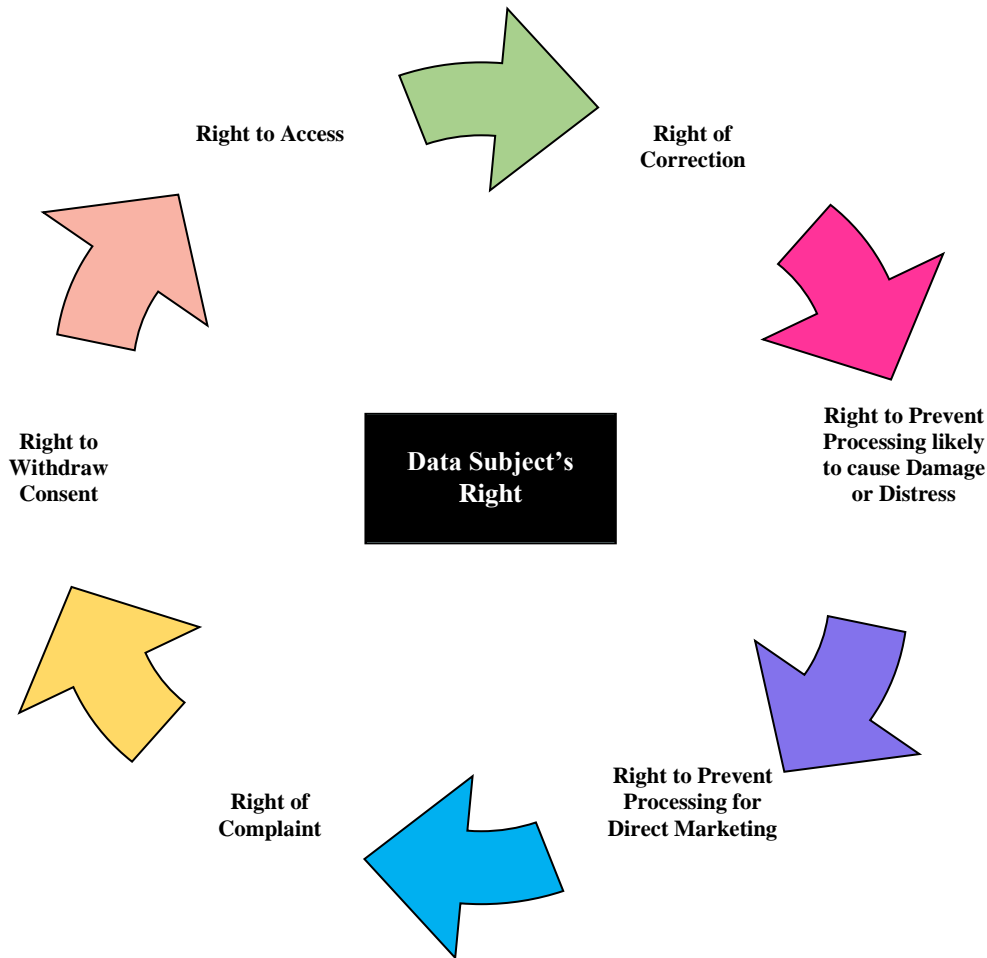 Right to Access
Right of
Correction
Right to Prevent
Processing likely
to cause Damage
or Distress
Right to Prevent
Processing for
Direct Marketing
Right of
Complaint
Right to
Withdraw
Consent
Data Subject’s
Right